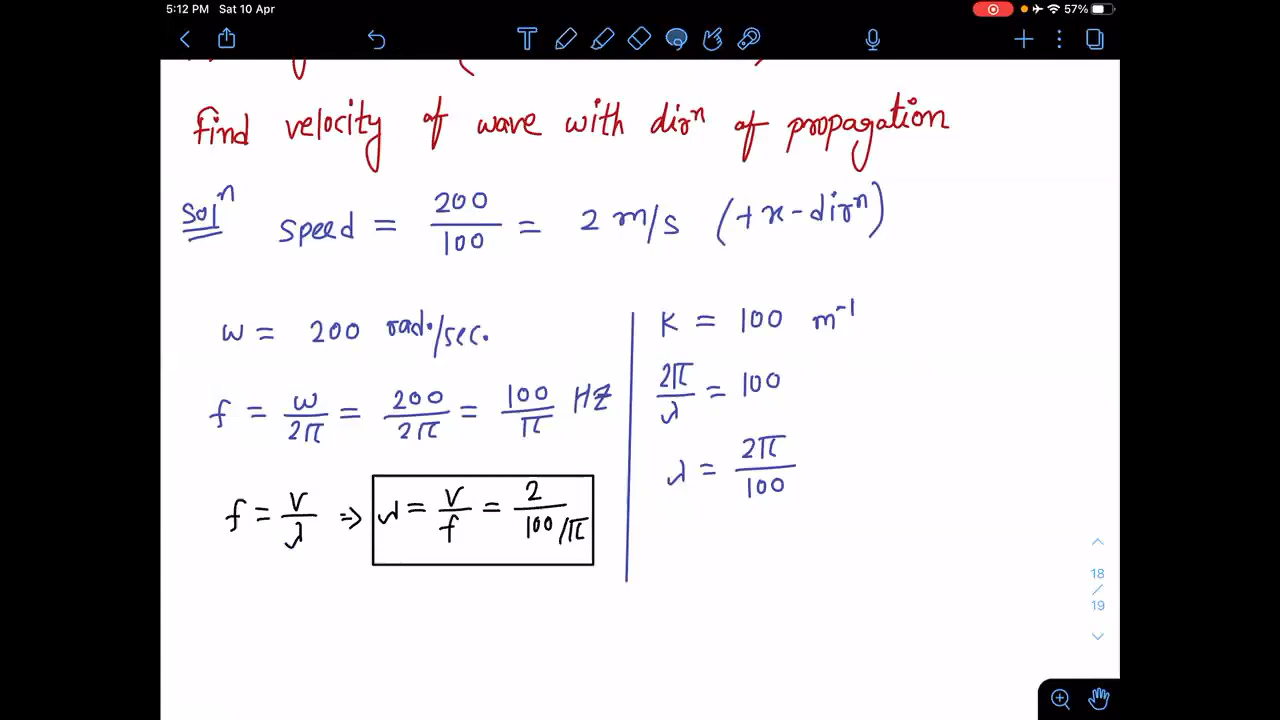 5:12 PM Sat 10 Apr
57%
find velocity of wave with dirⁿ of propagation
Solⁿ speed = 200/100 = 2 m/s (+x-dirⁿ)
ω = 200 rad./sec.
f = ω/2π = 200/2π = 100/π HZ
f = v/λ ⇒ λ = v/f = 2/100/π
K = 100 m⁻¹
2π/λ = 100
λ = 2π/100
18
/
19